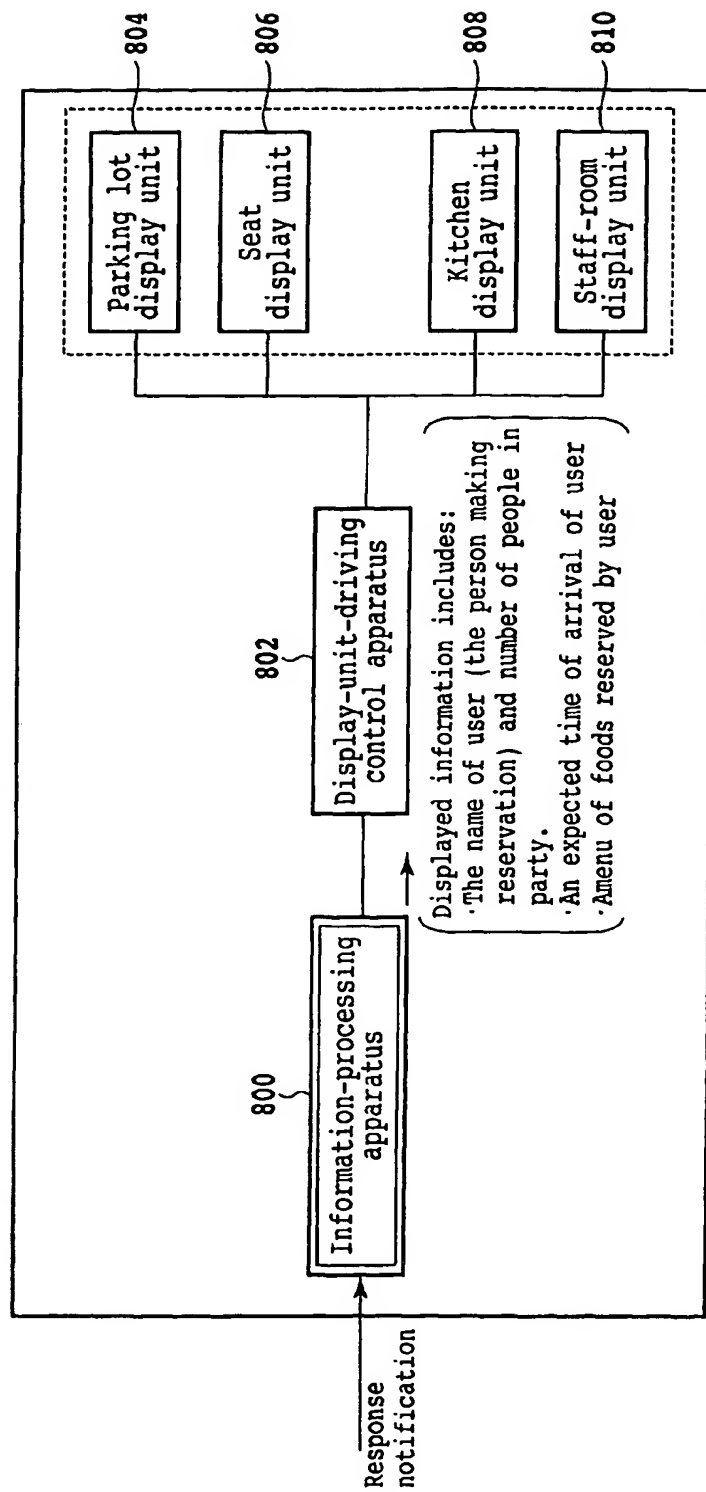 Response
notification
800
Information-processing
apparatus
802
Display-unit-driving
control apparatus
Displayed information includes:
·The name of user (the person making
reservation) and number of people in
party.
·An expected time of arrival of user
·Amenu of foods reserved by user
Parking lot
display unit
804
Seat
display unit
806
Kitchen
display unit
808
Staff-room
display unit
810